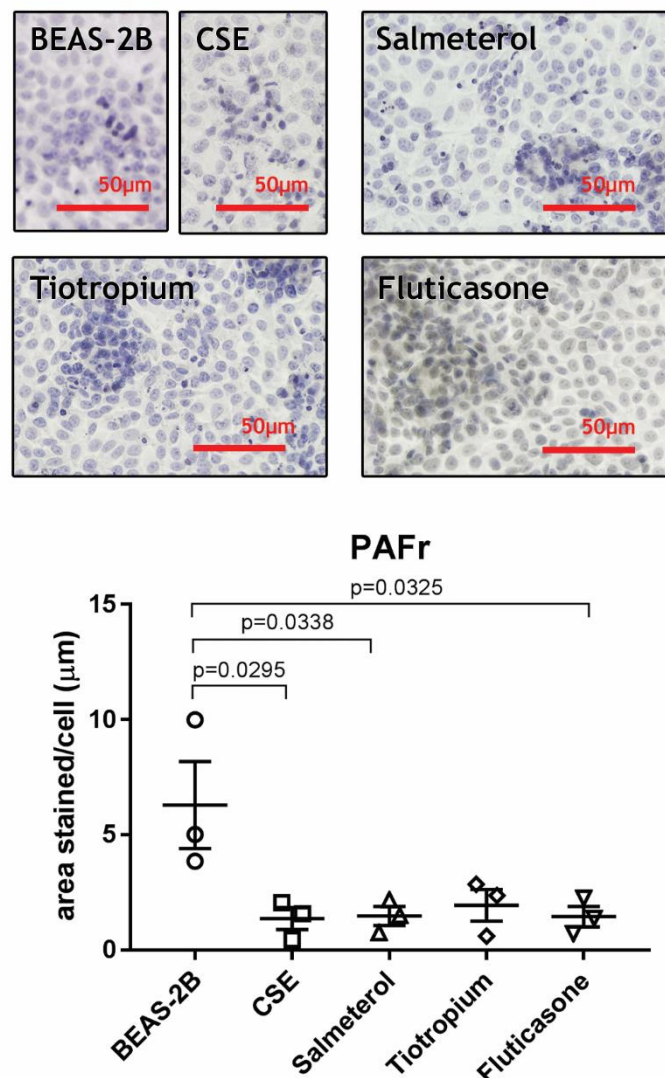 BEAS-2B
50µm
CSE
50µm
Salmeterol
50µm
Tiotropium
50µm
Fluticasone
50µm
PAFr
area stained/cell (µm)
15
10
5
0
p=0.0325
p=0.0338
p=0.0295
BEAS-2B
CSE
Salmeterol
Tiotropium
Fluticasone